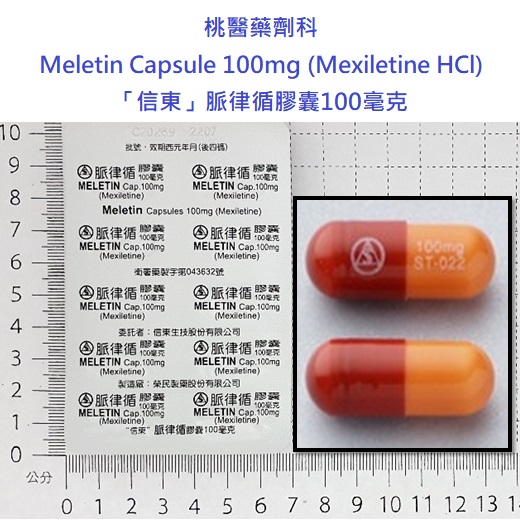 桃醫藥劑科
Meletin Capsule 100mg (Mexiletine HCl)
「信東」脈律循膠囊100毫克
C20289 2207
批號、效期西元年月(後四碼)
脈律循膠囊100毫克 脈律循膠囊100毫克
MELETIN Cap.100mg MELETIN Cap.100mg
(Mexiletine) (Mexiletine)
Meletin Capsules 100mg (Mexiletine)
脈律循膠囊100毫克 脈律循膠囊100毫克
MELETIN Cap.100mg MELETIN Cap.100mg
(Mexiletine) (Mexiletine)
衛署藥製字第043632號
脈律循膠囊100毫克 脈律循膠囊100毫克
MELETIN Cap.100mg MELETIN Cap.100mg
(Mexiletine) (Mexiletine)
委託者：信東生技股份有限公司
脈律循膠囊100毫克 脈律循膠囊100毫克
MELETIN Cap.100mg MELETIN Cap.100mg
(Mexiletine) (Mexiletine)
製造廠：榮民製藥股份有限公司
脈律循膠囊100毫克 脈律循膠囊100毫克
MELETIN Cap.100mg MELETIN Cap.100mg
(Mexiletine) (Mexiletine)
"信東" 脈律循膠囊100毫克
100mg
ST-022
10
9
8
7
6
5
4
3
2
1
0
公分
0 1 2 3 4 5 6 7 8 9 10 11 12 13 14